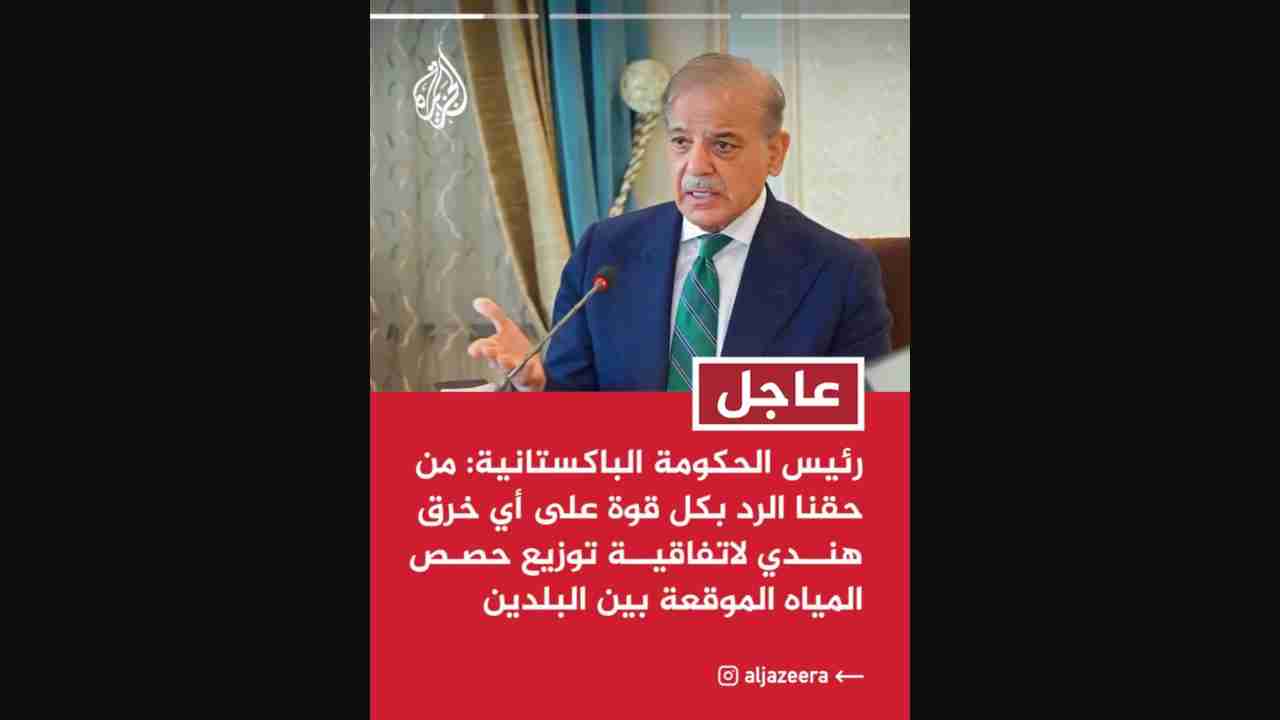 الجزيرة
عاجل
رئيس الحكومة الباكستانية: من
حقنا الرد بكل قوة على أي خرق
هنـــدي لاتفاقيـــة توزيع حصـص
المياه الموقعة بين البلدين
aljazeera